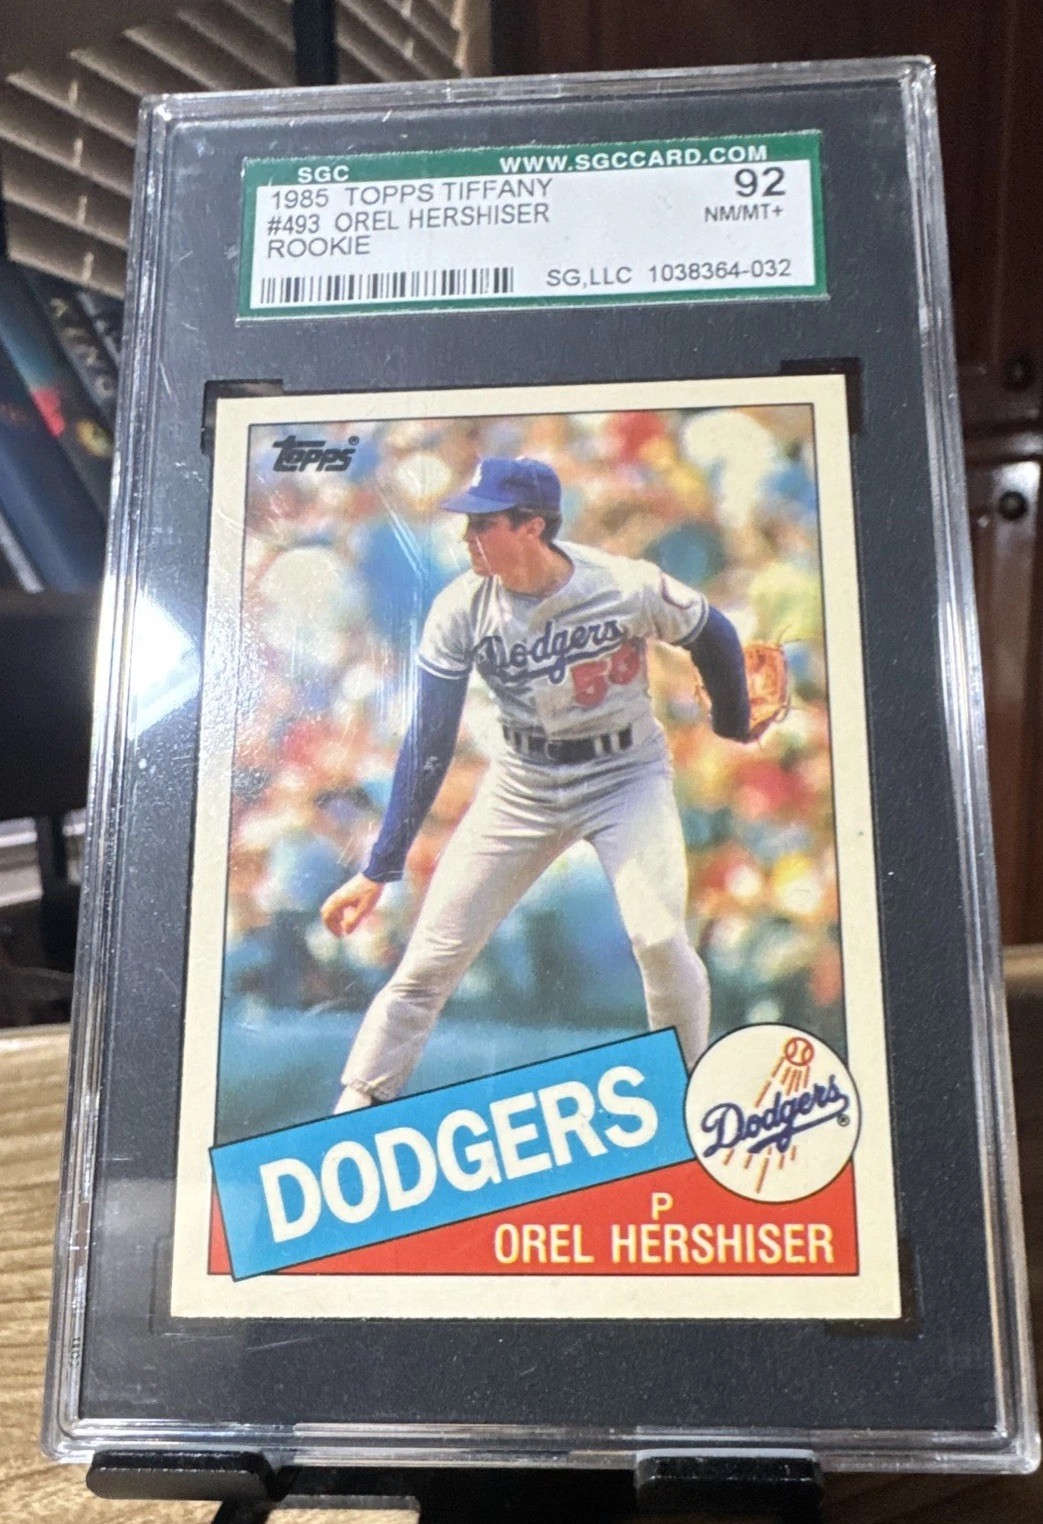 SGC WWW.SGCCARD.COM
1985 TOPPS TIFFANY 92
#493 OREL HERSHISER NM/MT+
ROOKIE
SG,LLC 1038364-032
Topps®
Dodgers
55
DODGERS
Dodgers®
P
OREL HERSHISER